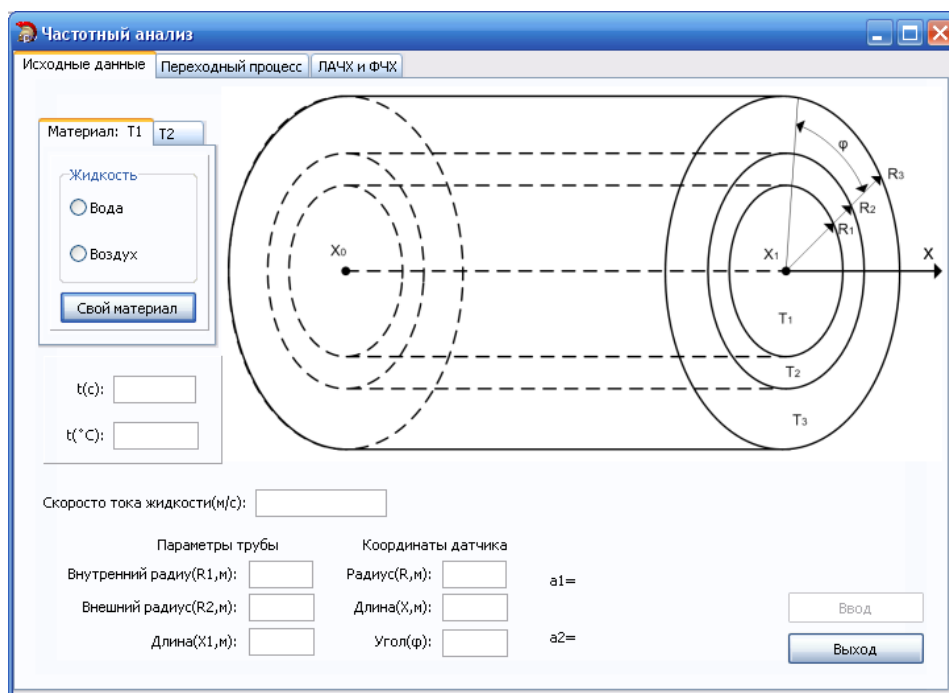 Частотный анализ
Исходные данные Переходный процесс ЛАЧХ и ФЧХ
Материал: T1 T2
Жидкость
Вода
Воздух
Свой материал
X0
X1
φ
R3
R2
R1
X
T1
T2
T3
t(c):
t(°C):
Скоросто тока жидкости(м/с):
Параметры трубы Координаты датчика
Внутренний радиу(R1,м): Радиус(R,м): a1=
Внешний радиус(R2,м): Длина(X,м): Ввод
Длина(X1,м): Угол(φ): a2= Выход